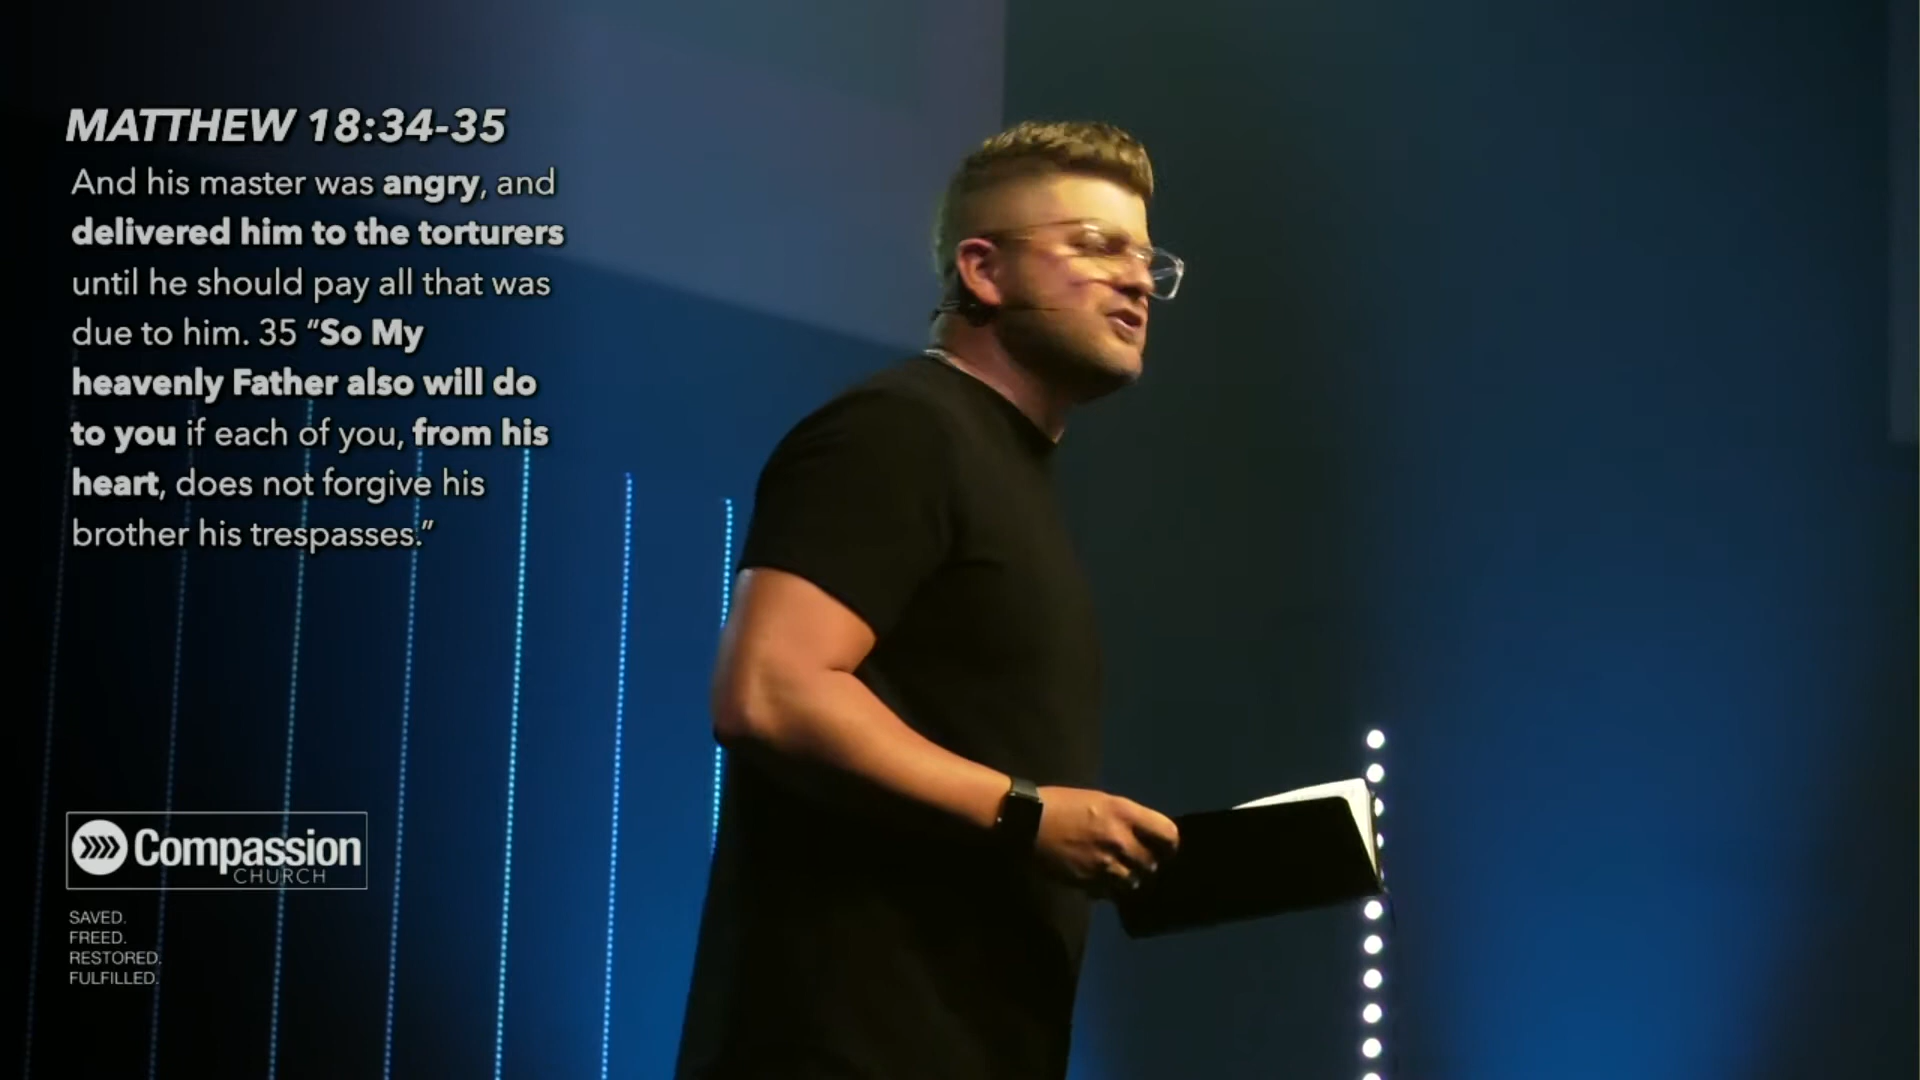 MATTHEW 18:34-35
And his master was angry, and
delivered him to the torturers
until he should pay all that was
due to him. 35 “So My
heavenly Father also will do
to you if each of you, from his
heart, does not forgive his
brother his trespasses.”
Compassion
CHURCH
SAVED.
FREED.
RESTORED.
FULFILLED.